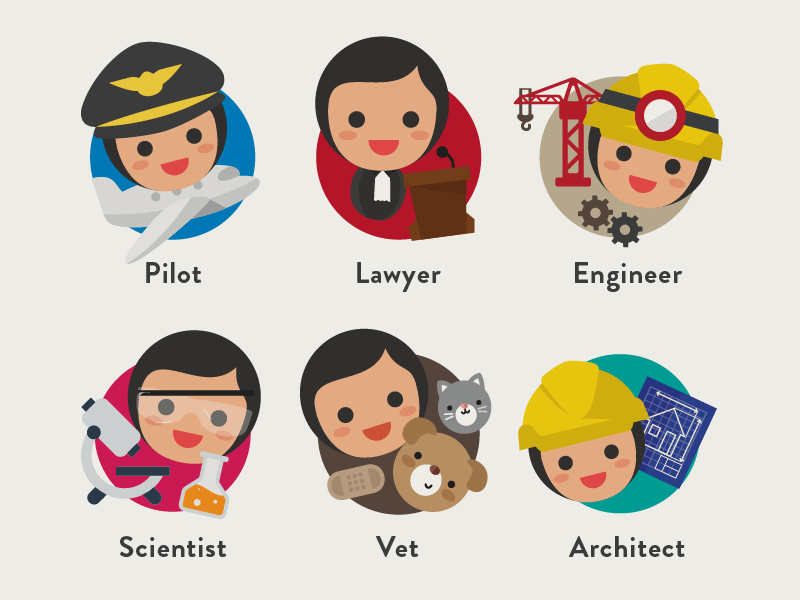 Pilot
Lawyer
Engineer
Scientist
Vet
Architect